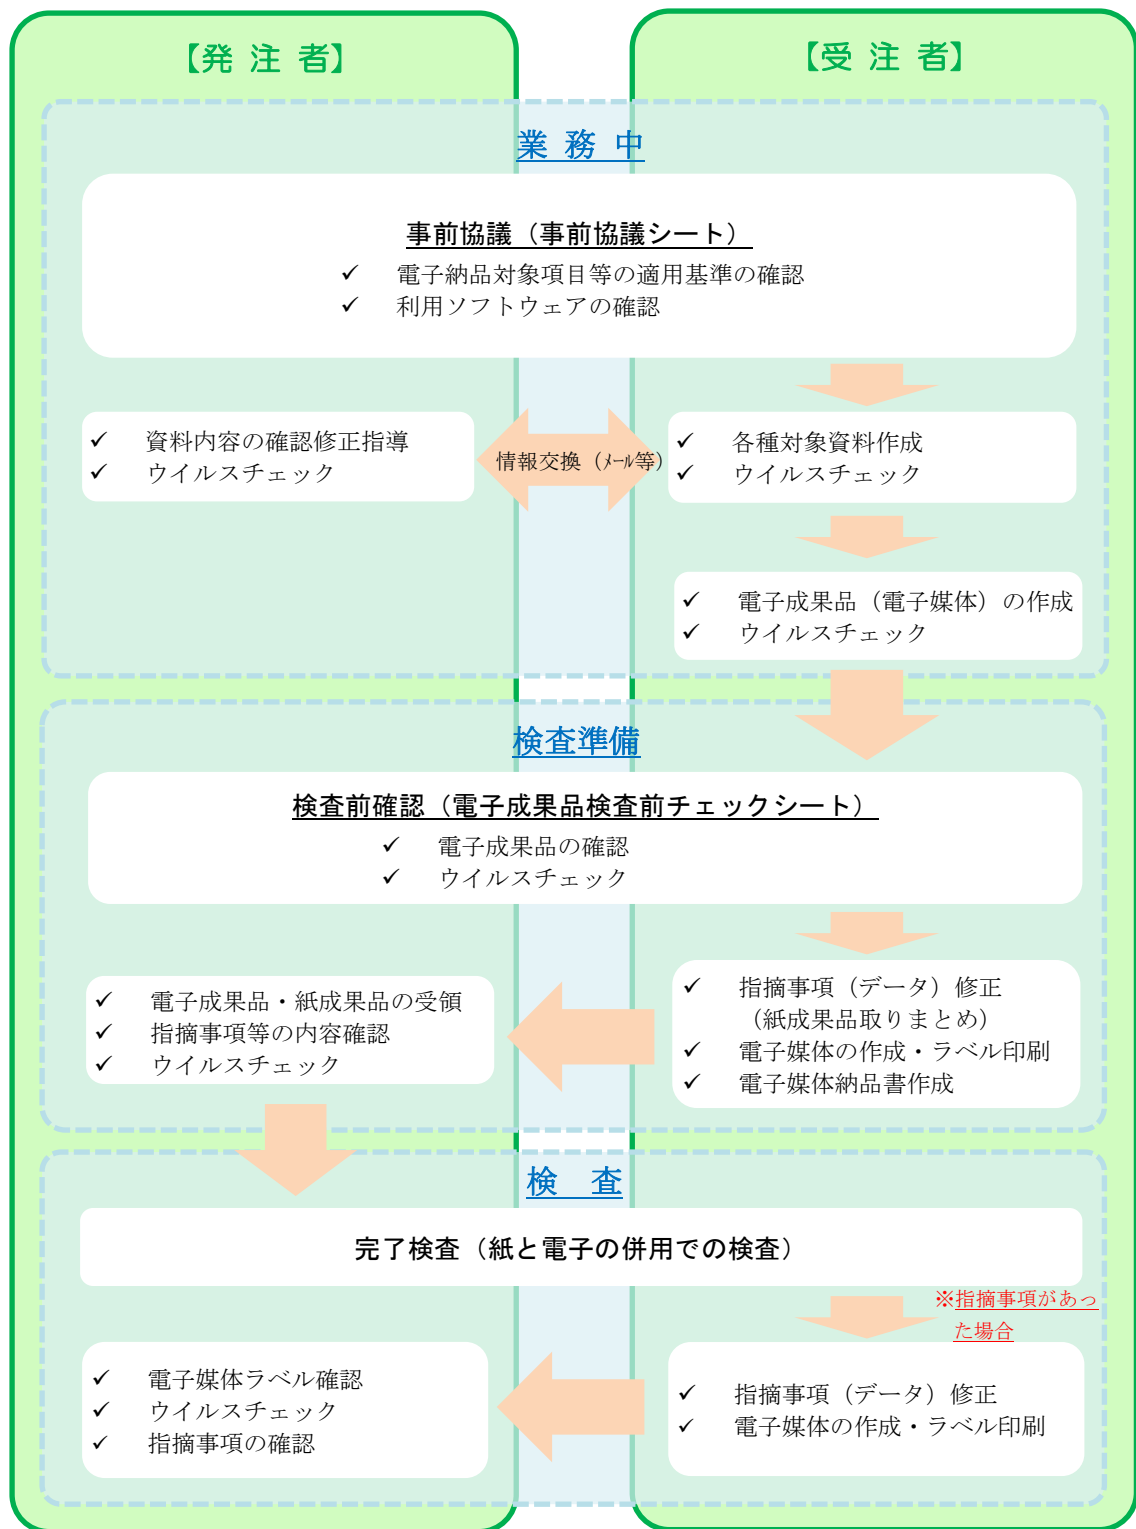 【発 注 者】
【受 注 者】
業 務 中
事前協議（事前協議シート）
✓ 電子納品対象項目等の適用基準の確認
✓ 利用ソフトウェアの確認
✓ 資料内容の確認修正指導
✓ ウイルスチェック
情報交換（ﾒｰﾙ等）
✓ 各種対象資料作成
✓ ウイルスチェック
✓ 電子成果品（電子媒体）の作成
✓ ウイルスチェック
検査準備
検査前確認（電子成果品検査前チェックシート）
✓ 電子成果品の確認
✓ ウイルスチェック
✓ 指摘事項（データ）修正
（紙成果品取りまとめ）
✓ 電子媒体の作成・ラベル印刷
✓ 電子媒体納品書作成
✓ 電子成果品・紙成果品の受領
✓ 指摘事項等の内容確認
✓ ウイルスチェック
検　査
完了検査（紙と電子の併用での検査）
※指摘事項があっ
た場合
✓ 指摘事項（データ）修正
✓ 電子媒体の作成・ラベル印刷
✓ 電子媒体ラベル確認
✓ ウイルスチェック
✓ 指摘事項の確認